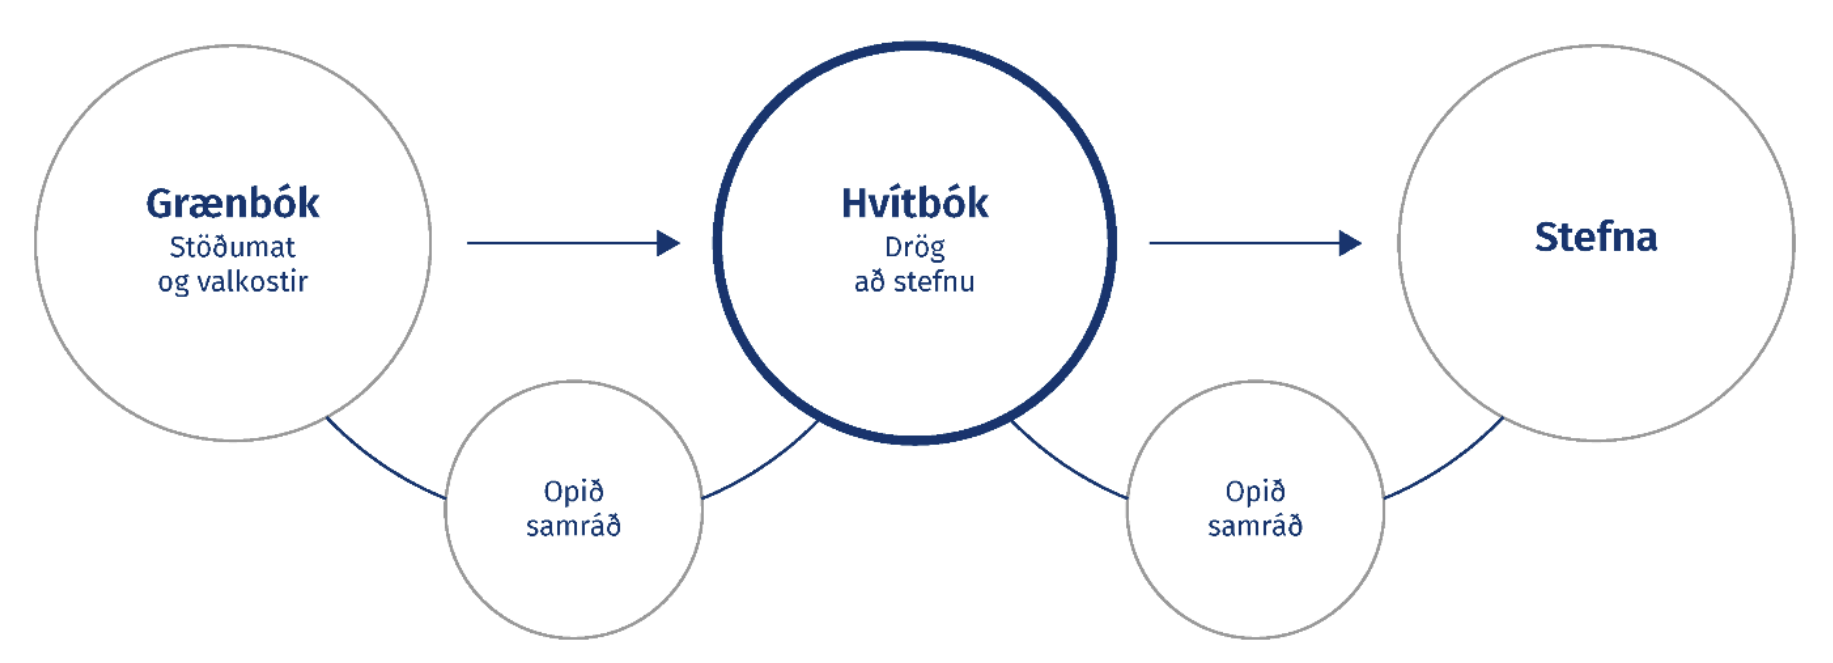 Grænbók
Stöðumat
og valkostir
Hvítbók
Drög
að stefnu
Stefna
Opið
samráð
Opið
samráð